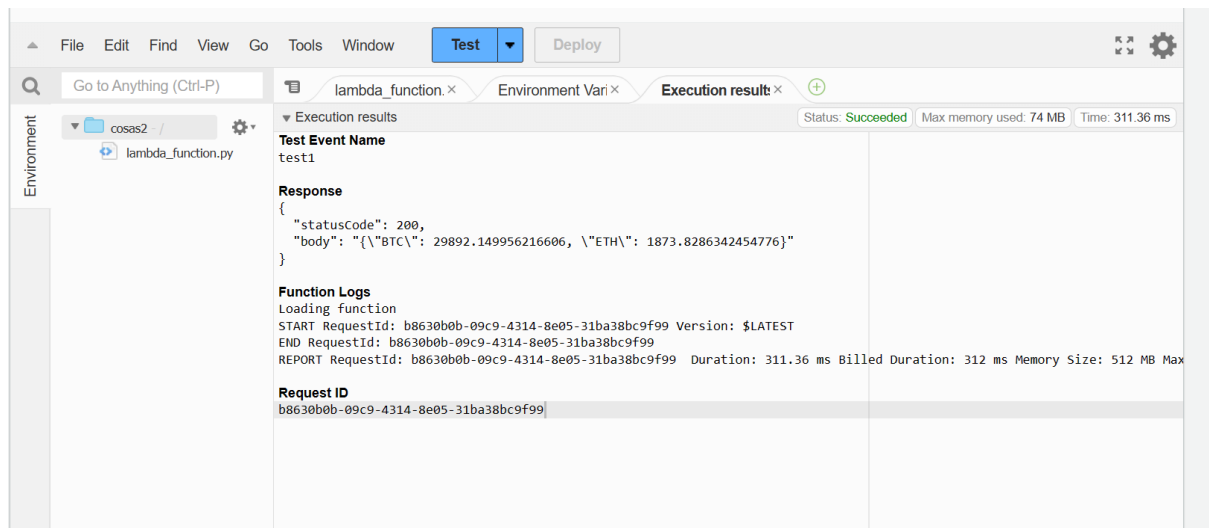 File Edit Find View Go Tools Window Test Deploy
Go to Anything (Ctrl-P)
lambda_function. Environment Vari Execution results
Environment
cosas2 - /
lambda_function.py
Execution results
Status: Succeeded Max memory used: 74 MB Time: 311.36 ms
Test Event Name
test1
Response
{
"statusCode": 200,
"body": "{\"BTC\": 29892.149956216606, \"ETH\": 1873.8286342454776}"
}
Function Logs
Loading function
START RequestId: b8630b0b-09c9-4314-8e05-31ba38bc9f99 Version: $LATEST
END RequestId: b8630b0b-09c9-4314-8e05-31ba38bc9f99
REPORT RequestId: b8630b0b-09c9-4314-8e05-31ba38bc9f99 Duration: 311.36 ms Billed Duration: 312 ms Memory Size: 512 MB Max
Request ID
b8630b0b-09c9-4314-8e05-31ba38bc9f99